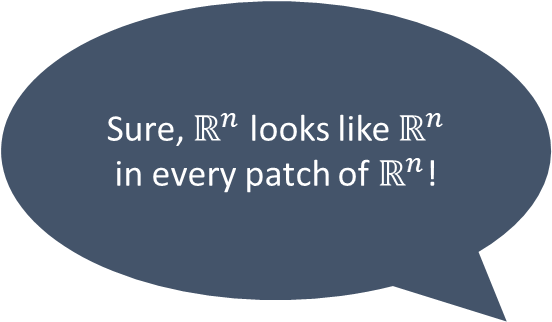 Sure, ℝⁿ looks like ℝⁿ
in every patch of ℝⁿ!